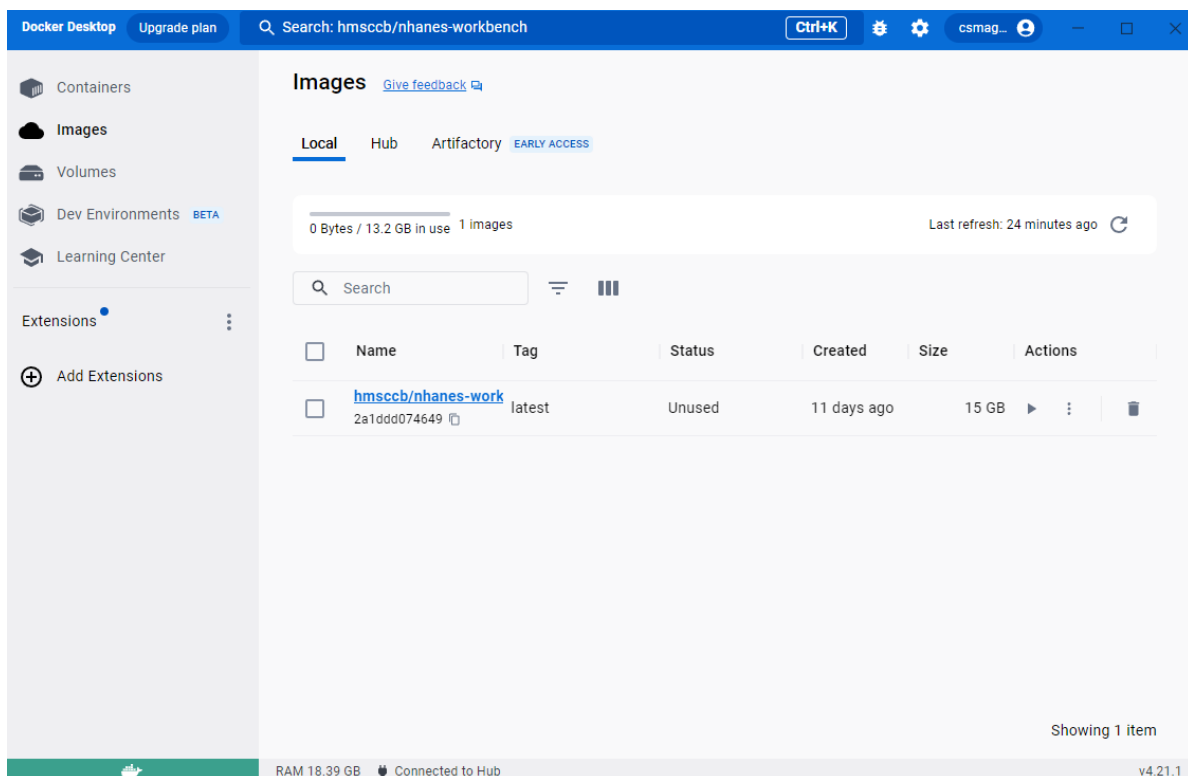 Docker Desktop Upgrade plan Search: hmsccb/nhanes-workbench Ctrl+K csmag...
Containers
Images
Volumes
Dev Environments BETA
Learning Center
Extensions
Add Extensions
Images Give feedback
Local Hub Artifactory EARLY ACCESS
0 Bytes / 13.2 GB in use 1 images Last refresh: 24 minutes ago
Search
Name Tag Status Created Size Actions
hmsccb/nhanes-work latest Unused 11 days ago 15 GB
2a1ddd074649
Showing 1 item
RAM 18.39 GB Connected to Hub v4.21.1